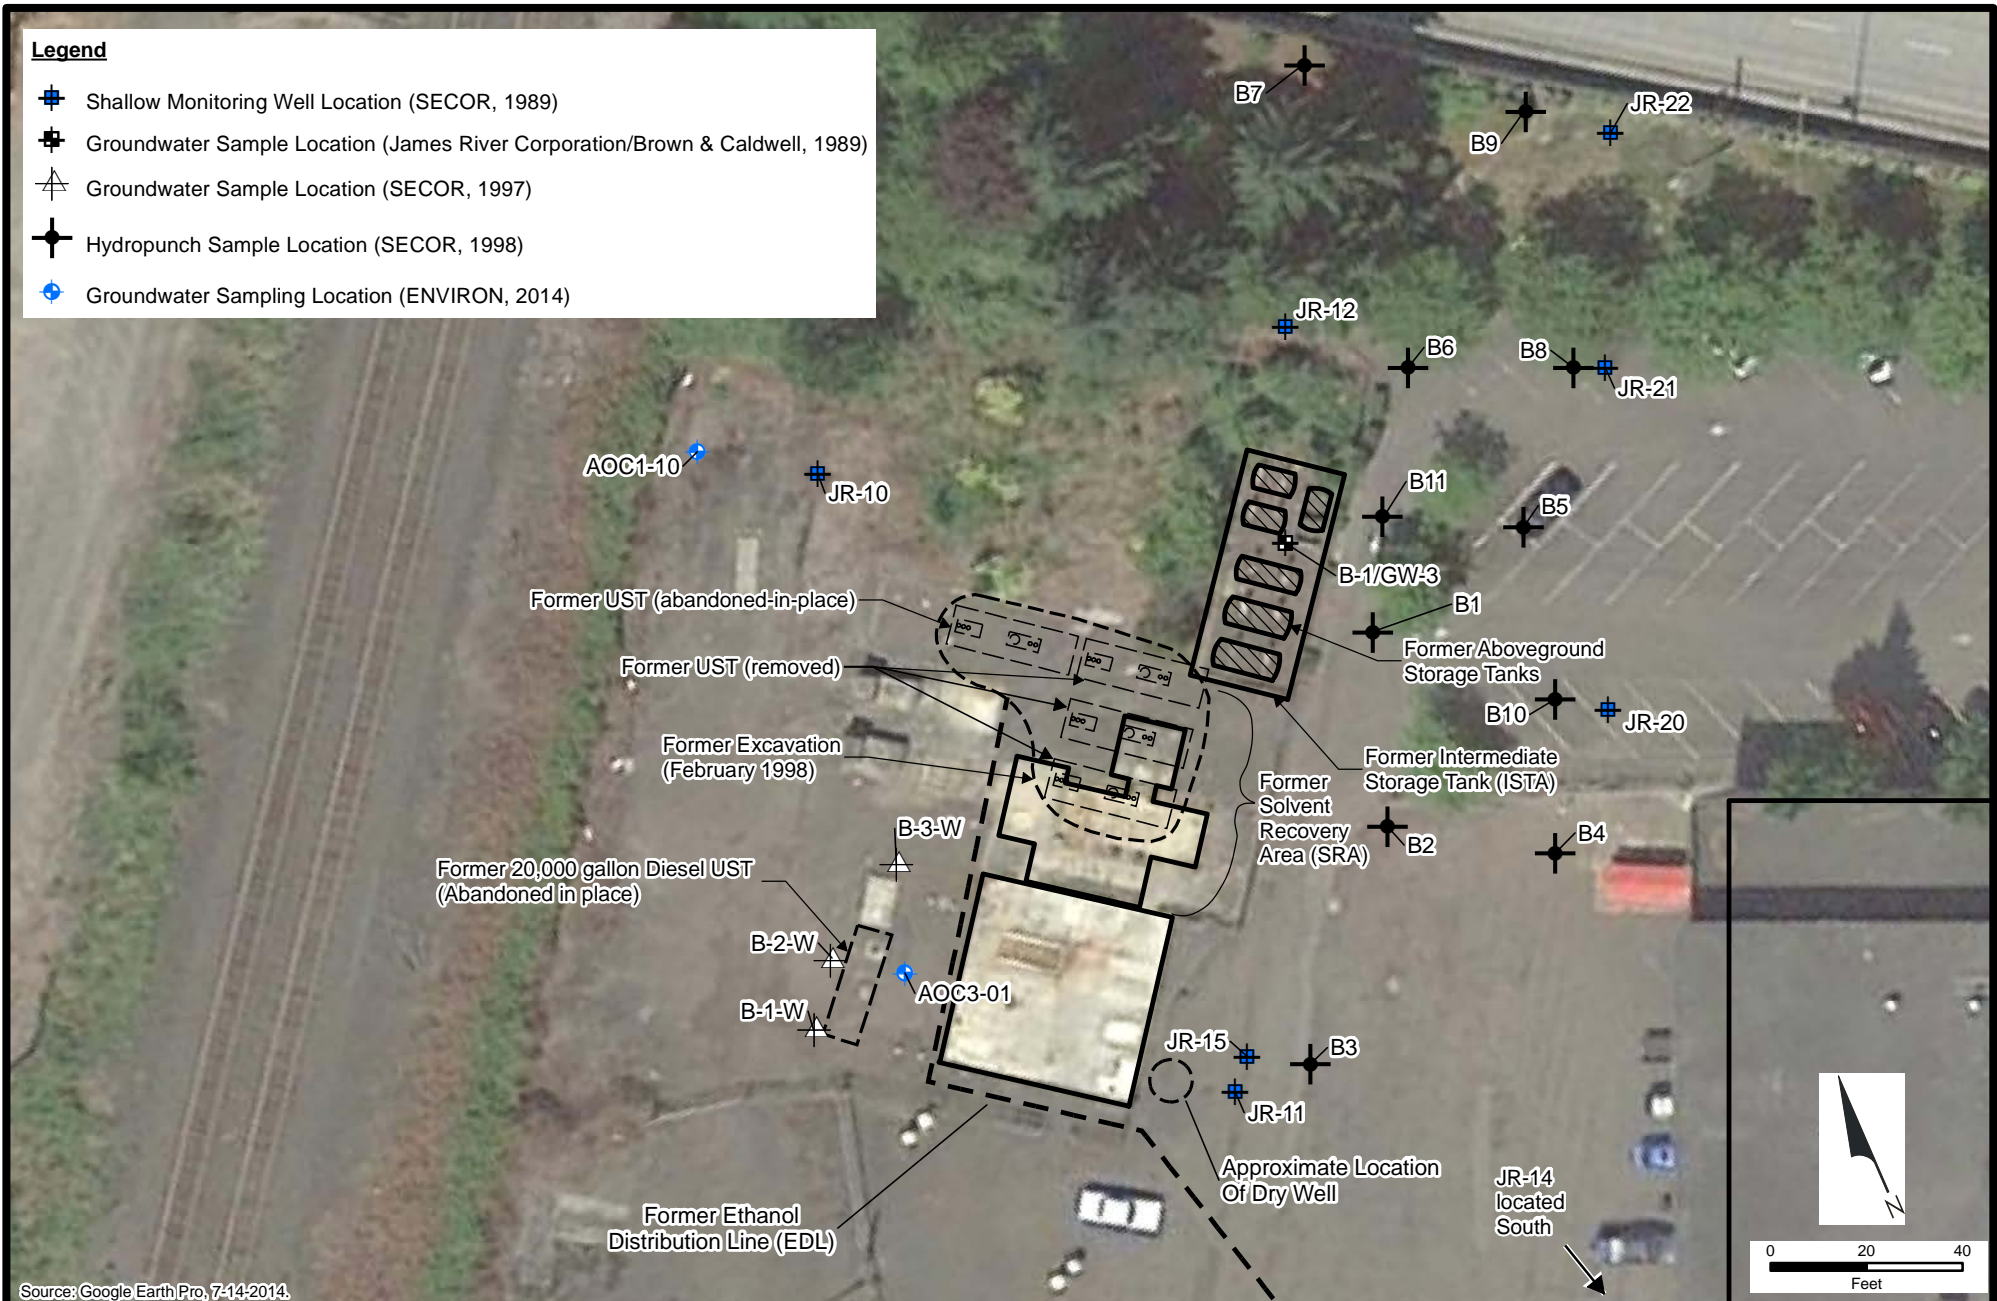 Legend
Shallow Monitoring Well Location (SECOR, 1989)
Groundwater Sample Location (James River Corporation/Brown & Caldwell, 1989)
Groundwater Sample Location (SECOR, 1997)
Hydropunch Sample Location (SECOR, 1998)
Groundwater Sampling Location (ENVIRON, 2014)
B7
B9
JR-22
JR-12
B6
B8
JR-21
AOC1-10
JR-10
B11
B5
B-1/GW-3
Former UST (abandoned-in-place)
B1
Former Aboveground
Storage Tanks
Former UST (removed)
B10
JR-20
Former Excavation
(February 1998)
Former Intermediate
Storage Tank (ISTA)
Former
Solvent
Recovery
Area (SRA)
B-3-W
B2
B4
Former 20,000 gallon Diesel UST
(Abandoned in place)
B-2-W
AOC3-01
B-1-W
JR-15
B3
JR-11
Approximate Location
Of Dry Well
JR-14
located
South
Former Ethanol
Distribution Line (EDL)
N
0 20 40
Feet
Source: Google Earth Pro, 7-14-2014.